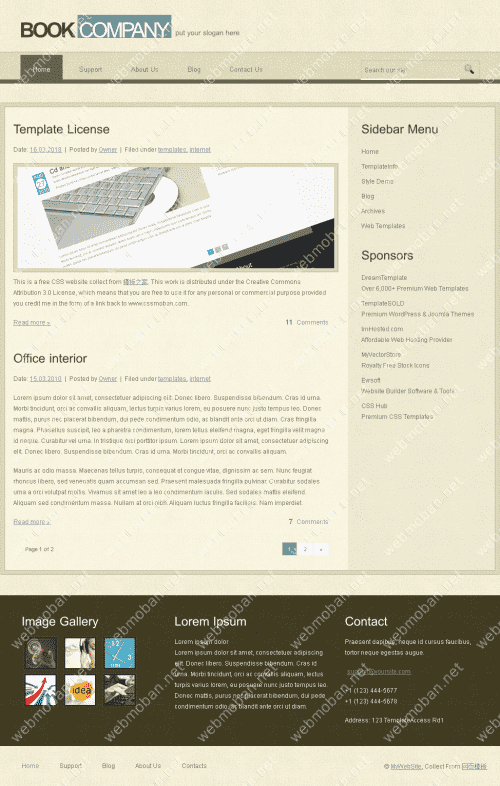 BOOK COMPANY put your slogan here
Home Support About Us Blog Contact Us
Template License
Date: 16.03.2010 | Posted by Owner | Filed under templates, internet
This is a free CSS website collect from 模板之家. This work is distributed under the Creative Commons
Attribution 3.0 License, which means that you are free to use it for any personal or commercial purpose provided
you credit me in the form of a link back to www.cssmoban.com.
Read more » 11 Comments
Office interior
Date: 15.03.2010 | Posted by Owner | Filed under templates, internet
Lorem ipsum dolor sit amet, consectetuer adipiscing elit. Donec libero. Suspendisse bibendum. Cras id urna.
Morbi tincidunt, orci ac convallis aliquam, lectus turpis varius lorem, eu posuere nunc justo tempus leo. Donec
mattis, purus nec placerat bibendum, dui pede condimentum odio, ac blandit ante orci ut diam. Cras fringilla
magna. Phasellus suscipit, leo a pharetra condimentum, lorem tellus eleifend magna, eget fringilla velit magna
id neque. Curabitur vel urna. In tristique orci porttitor ipsum. Lorem ipsum dolor sit amet, consectetuer adipiscing
elit. Morbi tincidunt, orci ac convallis aliquam.
Mauris ac odio massa. Maecenas tellus turpis, consequat et congue vitae, dignissim ac sem. Nunc feugiat
rhoncus libero, sed venenatis quam accumsan sed. Praesent malesuada fringilla pulvinar. Curabitur sodales
urna a orci volutpat mollis. Vivamus sit amet leo a leo condimentum iaculis. Sed sodales mattis eleifend.
Aliquam sed condimentum massa. Nullam at orci nibh. Aliquam luctus fringilla facilisis. Nam imperdiet
Read more » 7 Comments
Page 1 of 2 1 2 »
Sidebar Menu
Home
TemplateInfo
Style Demo
Blog
Archives
Web Templates
Sponsors
DreamTemplate
Over 6,000+ Premium Web Templates
TemplateSOLD
Premium WordPress & Joomla Themes
ImHosted.com
Affordable Web Hosting Provider
MyVectorStore
Royalty Free Stock Icons
Evrsoft
Website Builder Software & Tools
CSS Hub
Premium CSS Templates
Image Gallery
idea
Lorem Ipsum
Lorem ipsum dolor
Lorem ipsum dolor sit amet, consectetuer adipiscing
elit. Donec libero. Suspendisse bibendum. Cras id
urna. Morbi tincidunt, orci ac convallis aliquam, lectus
turpis varius lorem, eu posuere nunc justo tempus leo.
Donec mattis, purus nec placerat bibendum, dui pede
condimentum odio, ac blandit ante orci ut diam.
Contact
Praesent dapibus, neque id cursus faucibus,
tortor neque egestas augue.
support@yoursite.com
+1 (123) 444-5677
+1 (123) 444-5678
Address: 123 TemplateAccess Rd1
Home Support Blog About Us Contacts
© MyWebSite. Collect From 网页模板
webmoban.net